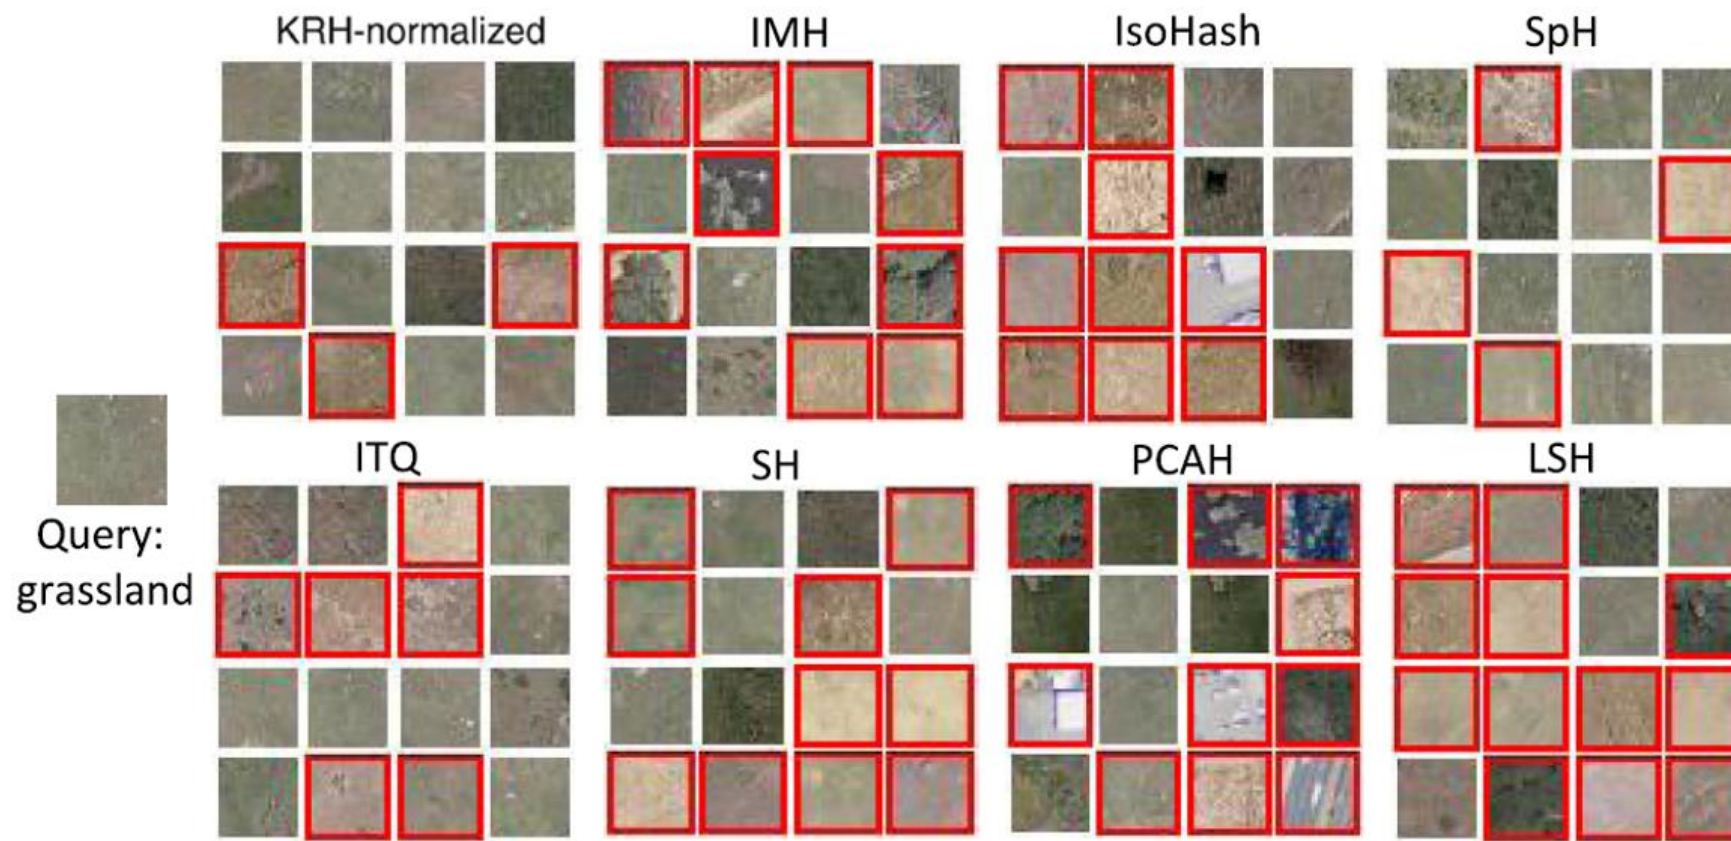 KRH-normalized
IMH
IsoHash
SpH
ITQ
SH
PCAH
LSH
Query:
grassland